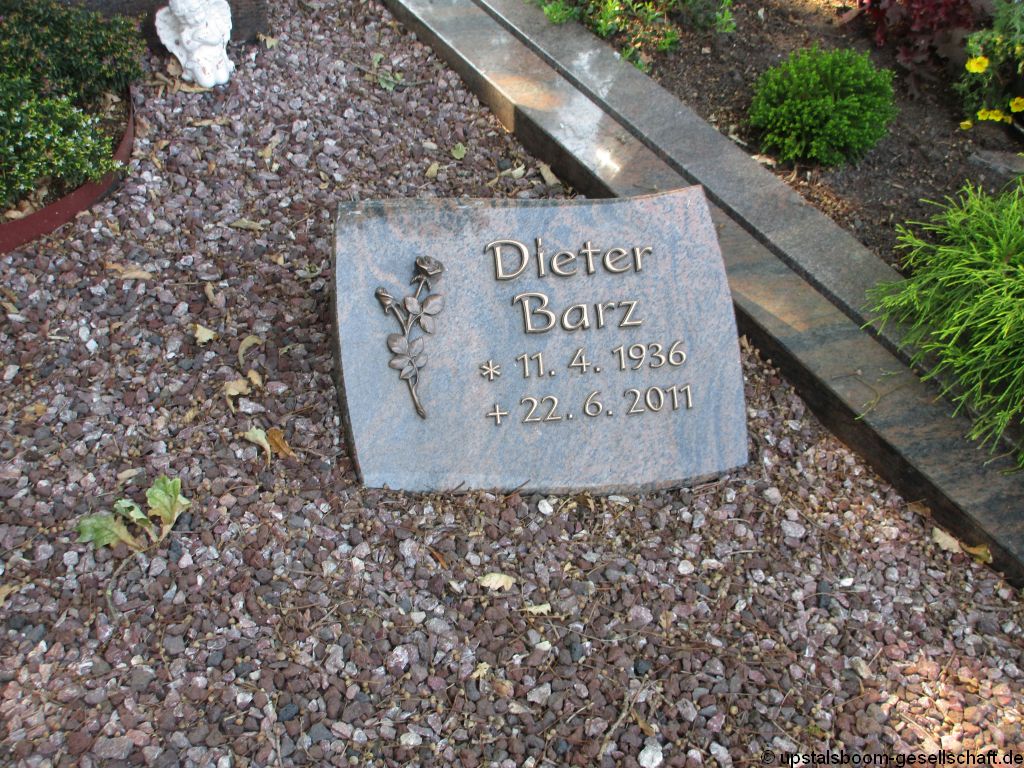 Dieter
Barz
* 11. 4. 1936
+ 22. 6. 2011
© upstalsboom-gesellschaft.de